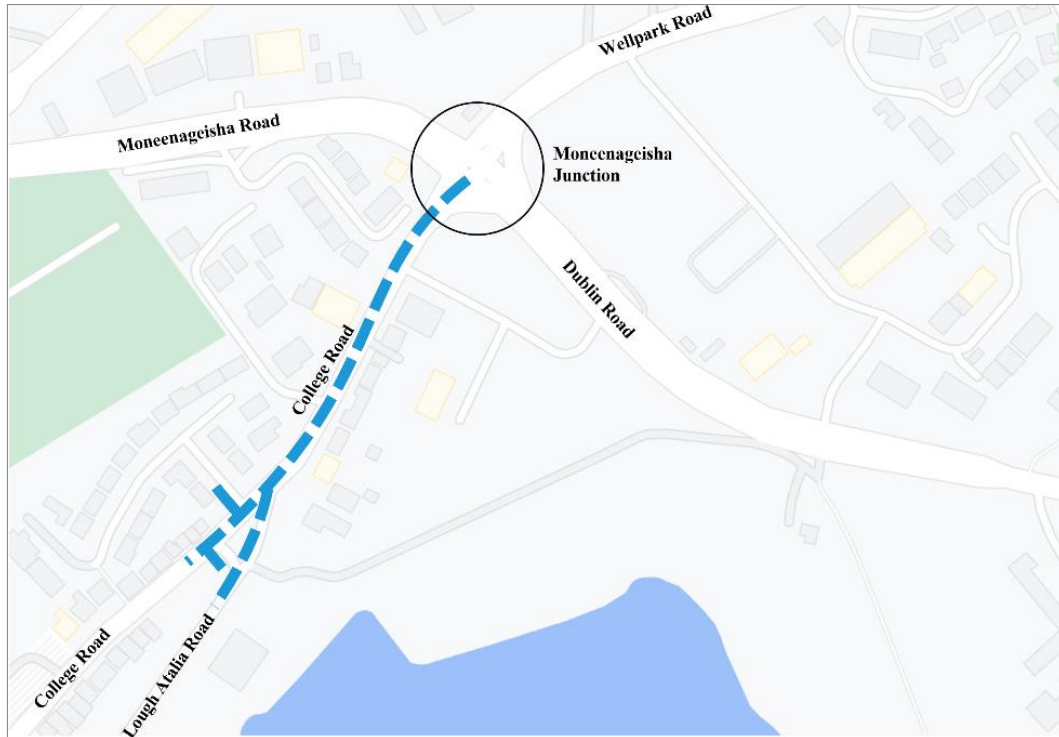 Wellpark Road
Moneenageisha Road
Moneenageisha
Junction
Dublin Road
College Road
College Road
Lough Atalia Road